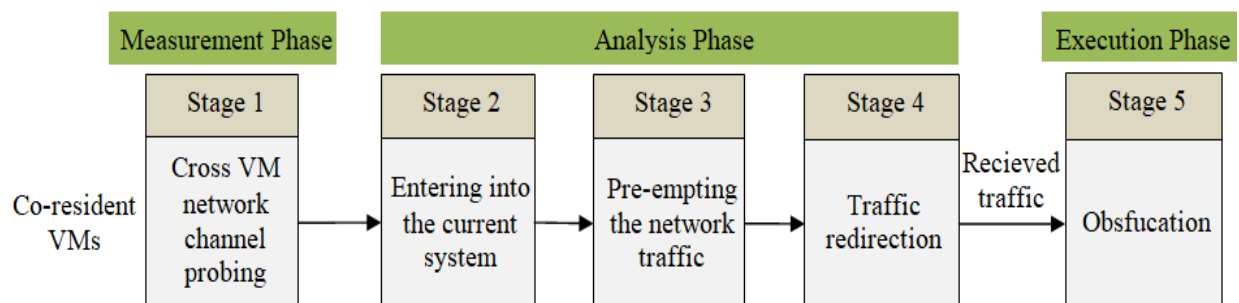 Measurement Phase
Analysis Phase
Execution Phase
Stage 1
Stage 2
Stage 3
Stage 4
Stage 5
Co-resident
VMs
Cross VM
network
channel
probing
Entering into
the current
system
Pre-empting
the network
traffic
Traffic
redirection
Recieved
traffic
Obsfucation